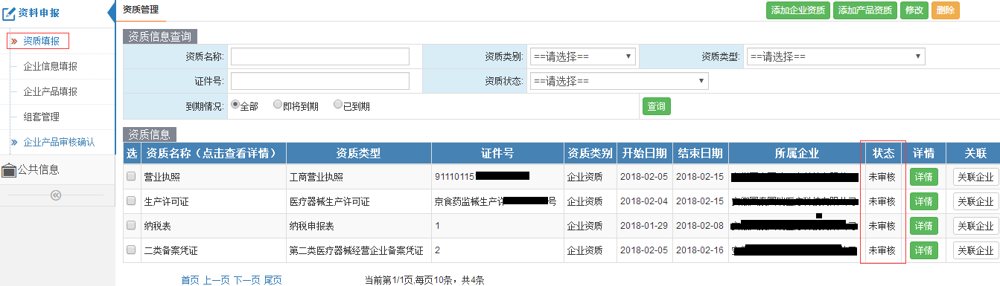 资料申报
资质填报
企业信息填报
企业产品填报
组套管理
企业产品审核确认
公共信息
资质管理
添加企业资质 添加产品资质 修改 删除
资质信息查询
资质名称: 资质类别: ==请选择== 资质类型: ==请选择==
证件号: 资质状态: ==请选择==
到期情况: 全部 即将到期 已到期 查询
资质信息
选 资质名称（点击查看详情） 资质类型 证件号 资质类别 开始日期 结束日期 所属企业 状态 详情 关联
营业执照 工商营业执照 91110115 企业资质 2018-02-05 2018-02-15 未审核 详情 关联企业
生产许可证 医疗器械生产许可证 京食药监械生产许 号 企业资质 2018-02-04 2018-02-15 未审核 详情 关联企业
纳税表 纳税申报表 1 企业资质 2018-01-29 2018-02-08 未审核 详情 关联企业
二类备案凭证 第二类医疗器械经营企业备案凭证 2 企业资质 2018-02-05 2018-02-16 未审核 详情 关联企业
首页 上一页 下一页 尾页 当前第1/1页,每页10条，共4条